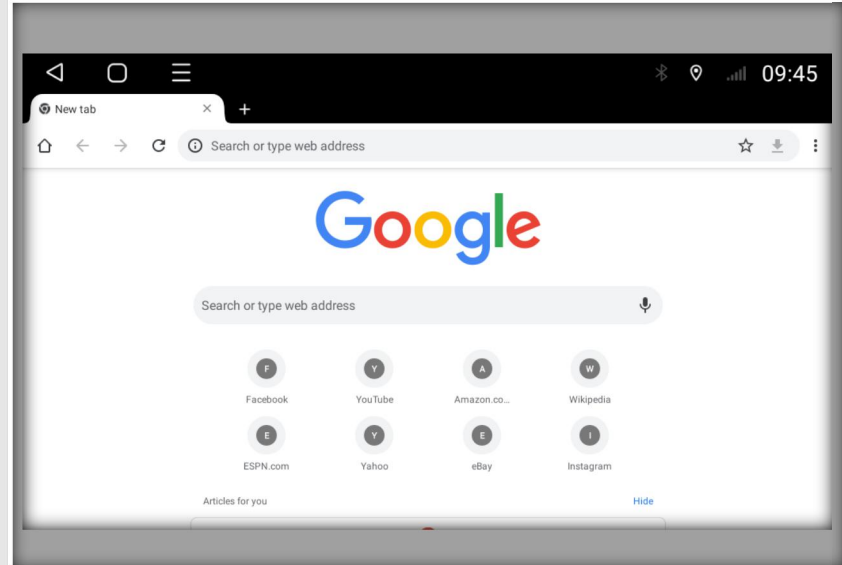 09:45
New tab
Search or type web address
Google
Search or type web address
F Y A W
Facebook YouTube Amazon.co... Wikipedia
E Y E I
ESPN.com Yahoo eBay Instagram
Articles for you Hide